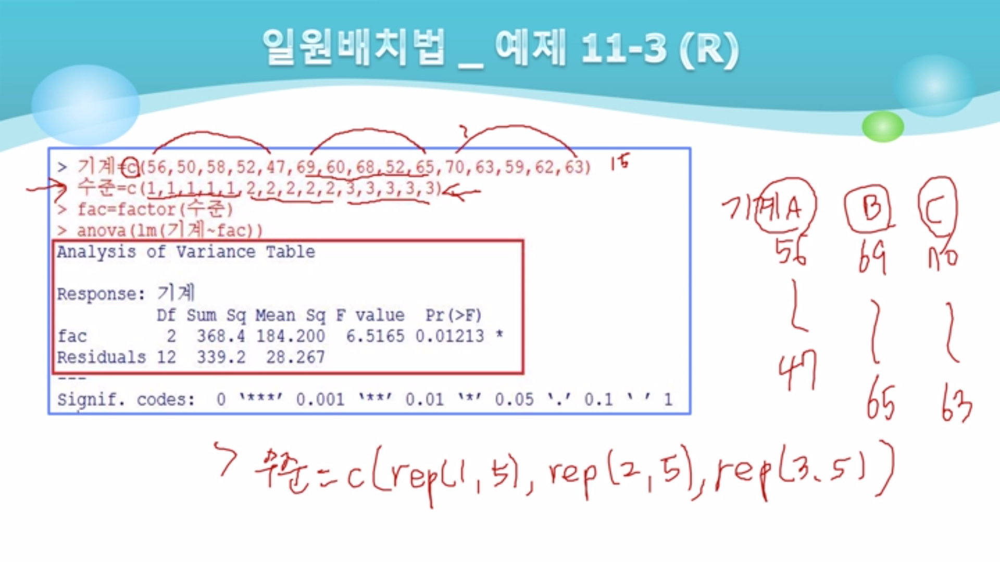 일원배치법 _ 예제 11-3 (R)
> 기계=c(56,50,58,52,47,69,60,68,52,65,70,63,59,62,63) 15
> 수준=c(1,1,1,1,1,2,2,2,2,2,3,3,3,3,3)
> fac=factor(수준)
> anova(lm(기계~fac))
Analysis of Variance Table
Response: 기계
Df Sum Sq Mean Sq F value Pr(>F)
fac 2 368.4 184.200 6.5165 0.01213 *
Residuals 12 339.2 28.267
---
Signif. codes: 0 ‘***’ 0.001 ‘**’ 0.01 ‘*’ 0.05 ‘.’ 0.1 ‘ ’ 1
기계A B C
56 69 70
47 65 63
> 수준=c(rep(1,5), rep(2,5), rep(3.5))